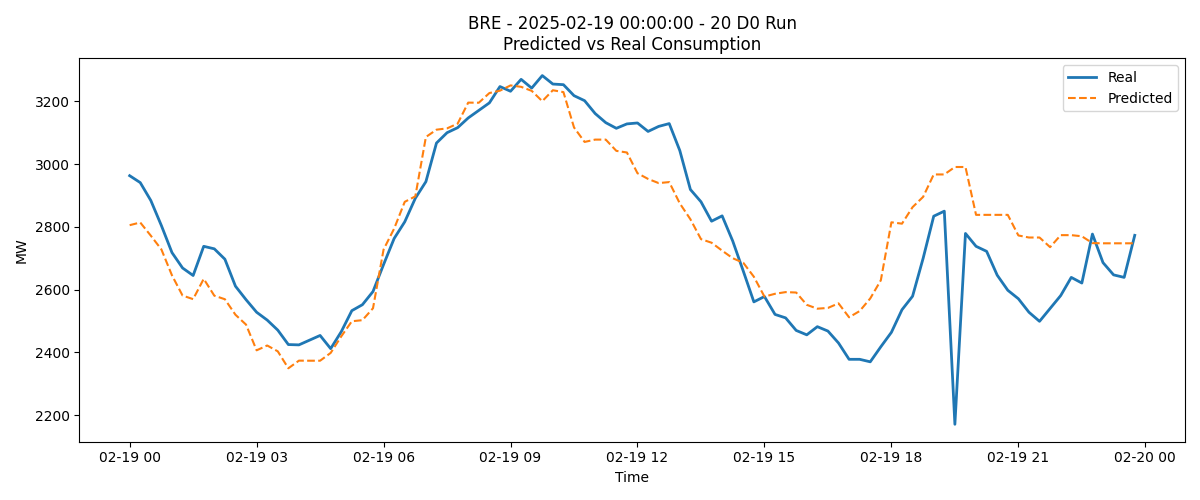 BRE - 2025-02-19 00:00:00 - 20 D0 Run
Predicted vs Real Consumption
Real
Predicted
MW
3200
3000
2800
2600
2400
2200
02-19 00
02-19 03
02-19 06
02-19 09
02-19 12
02-19 15
02-19 18
02-19 21
02-20 00
Time